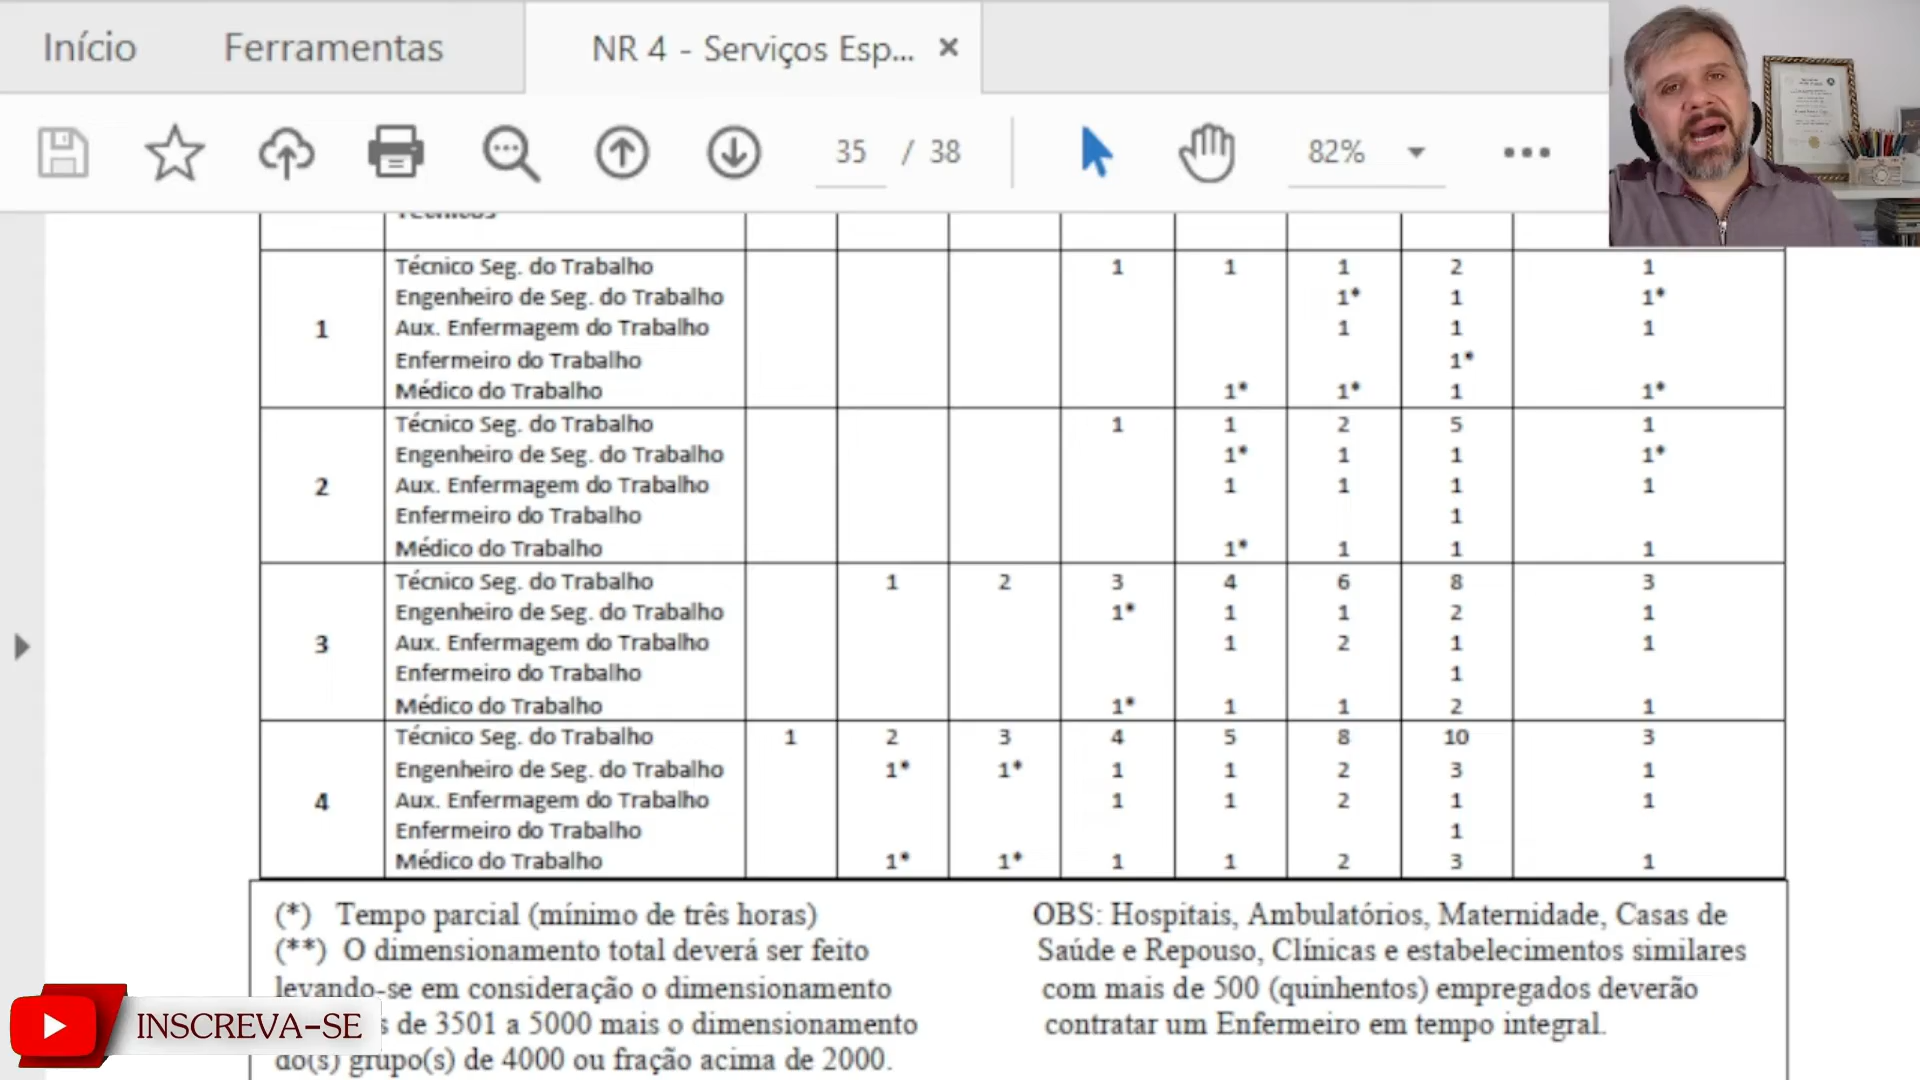 Início Ferramentas NR 4 - Serviços Esp... ×
35 / 38 82%
Técnicos
1
Técnico Seg. do Trabalho 1 1 1 2 1
Engenheiro de Seg. do Trabalho 1* 1 1*
Aux. Enfermagem do Trabalho 1 1 1
Enfermeiro do Trabalho 1*
Médico do Trabalho 1* 1* 1 1*
2
Técnico Seg. do Trabalho 1 1 2 5 1
Engenheiro de Seg. do Trabalho 1* 1 1 1*
Aux. Enfermagem do Trabalho 1 1 1 1
Enfermeiro do Trabalho 1
Médico do Trabalho 1* 1 1 1
3
Técnico Seg. do Trabalho 1 2 3 4 6 8 3
Engenheiro de Seg. do Trabalho 1* 1 1 2 1
Aux. Enfermagem do Trabalho 1 2 1 1
Enfermeiro do Trabalho 1
Médico do Trabalho 1* 1 1 2 1
4
Técnico Seg. do Trabalho 1 2 3 4 5 8 10 3
Engenheiro de Seg. do Trabalho 1* 1* 1 1 2 3 1
Aux. Enfermagem do Trabalho 1 1 2 1 1
Enfermeiro do Trabalho 1
Médico do Trabalho 1* 1* 1 1 2 3 1
(*) Tempo parcial (mínimo de três horas)
(**) O dimensionamento total deverá ser feito
levando-se em consideração o dimensionamento
s de 3501 a 5000 mais o dimensionamento
do(s) grupo(s) de 4000 ou fração acima de 2000.
OBS: Hospitais, Ambulatórios, Maternidade, Casas de
Saúde e Repouso, Clínicas e estabelecimentos similares
com mais de 500 (quinhentos) empregados deverão
contratar um Enfermeiro em tempo integral.
INSCREVA-SE